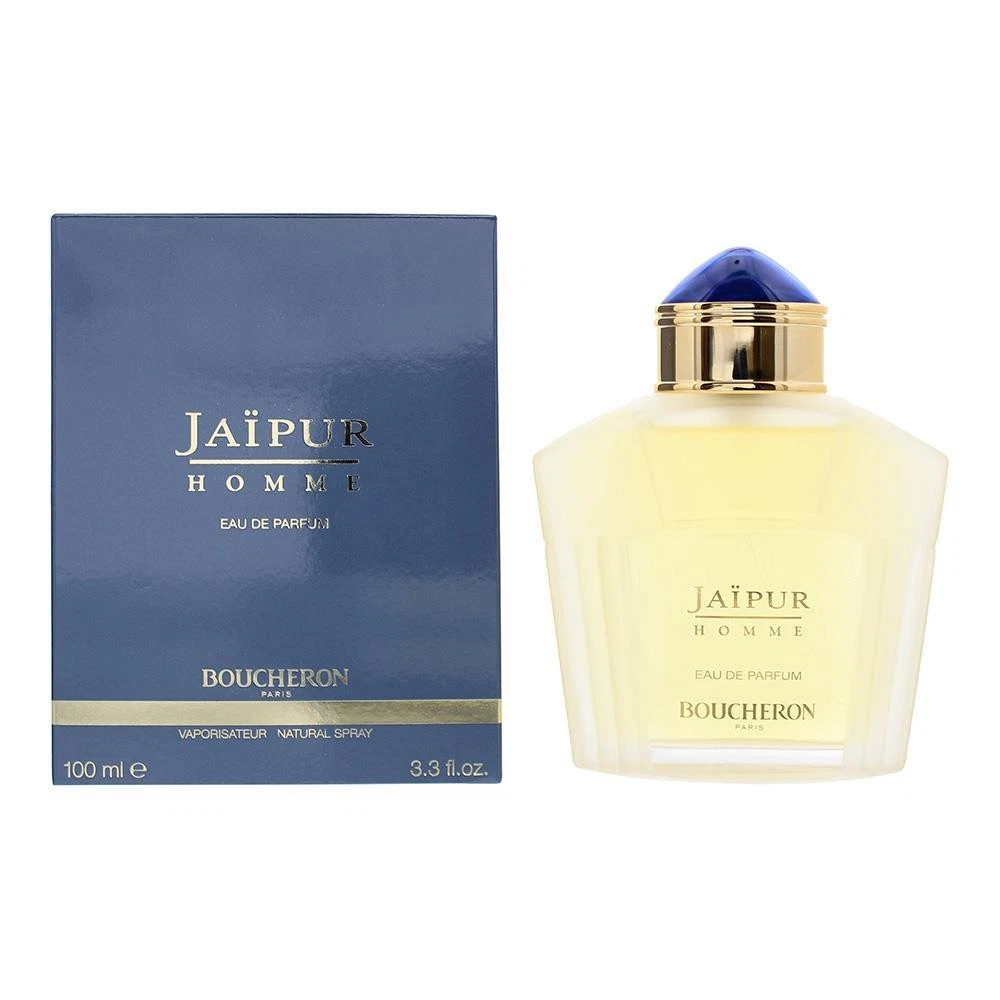 JAÏPUR
HOMME
EAU DE PARFUM
BOUCHERON
PARIS
VAPORISATEUR NATURAL SPRAY
100 ml ℮ 3.3 fl.oz.
JAÏPUR
HOMME
EAU DE PARFUM
BOUCHERON
PARIS